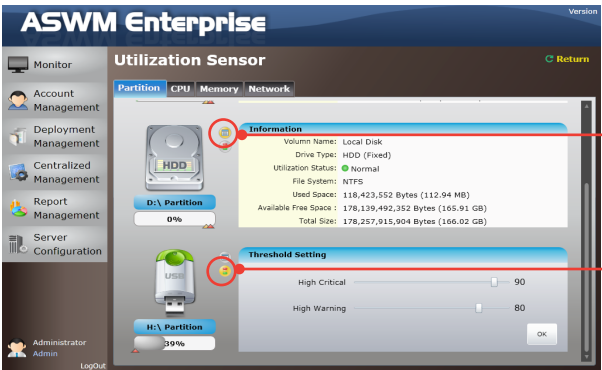 ASWM Enterprise
Version
Monitor
Account
Management
Deployment
Management
Centralized
Management
Report
Management
Server
Configuration
Administrator
Admin
LogOut
Utilization Sensor
Return
Partition CPU Memory Network
HDD
D:\ Partition
0%
Information
Volumn Name: Local Disk
Drive Type: HDD (Fixed)
Utilization Status: Normal
File System: NTFS
Used Space: 118,423,552 Bytes (112.94 MB)
Available Free Space : 178,139,492,352 Bytes (165.91 GB)
Total Size: 178,257,915,904 Bytes (166.02 GB)
USB
H:\ Partition
39%
Threshold Setting
High Critical 90
High Warning 80
OK